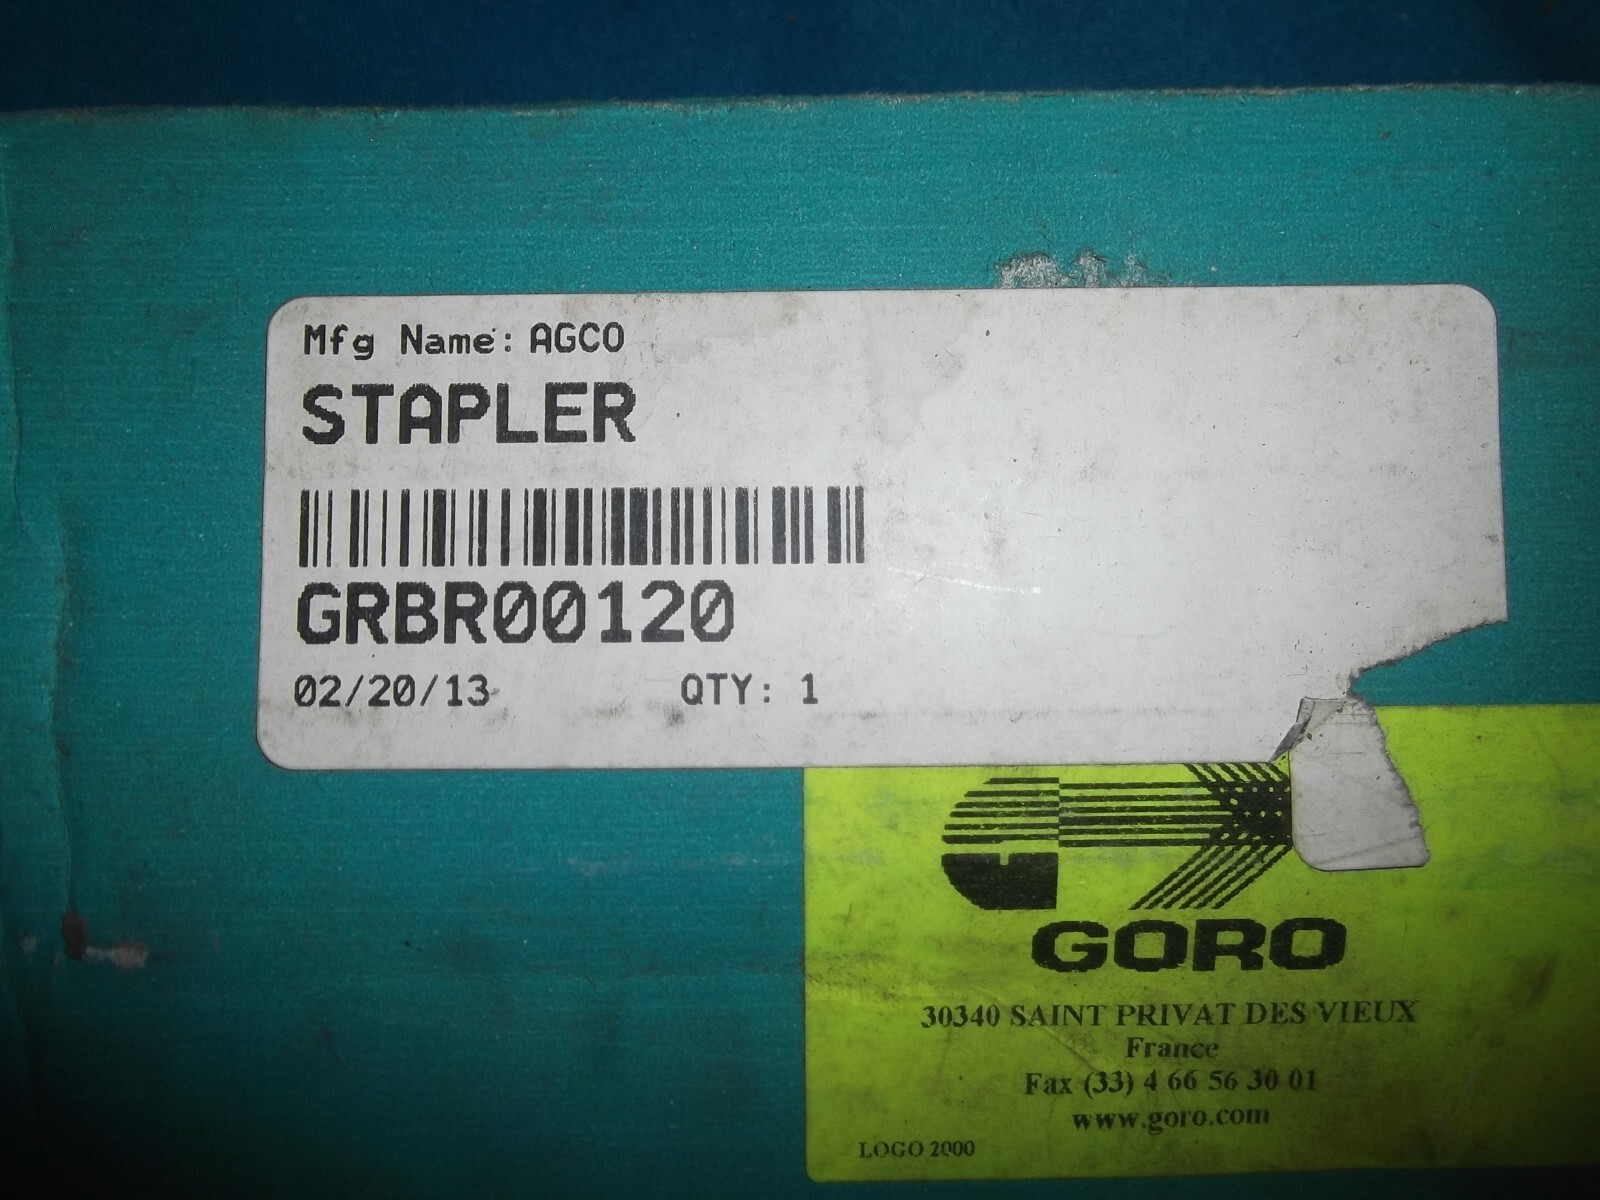 Mfg Name: AGCO
STAPLER
GRBR00120
02/20/13 QTY: 1
GORO
30340 SAINT PRIVAT DES VIEUX
France
Fax (33) 4 66 56 30 01
www.goro.com
LOGO 2000